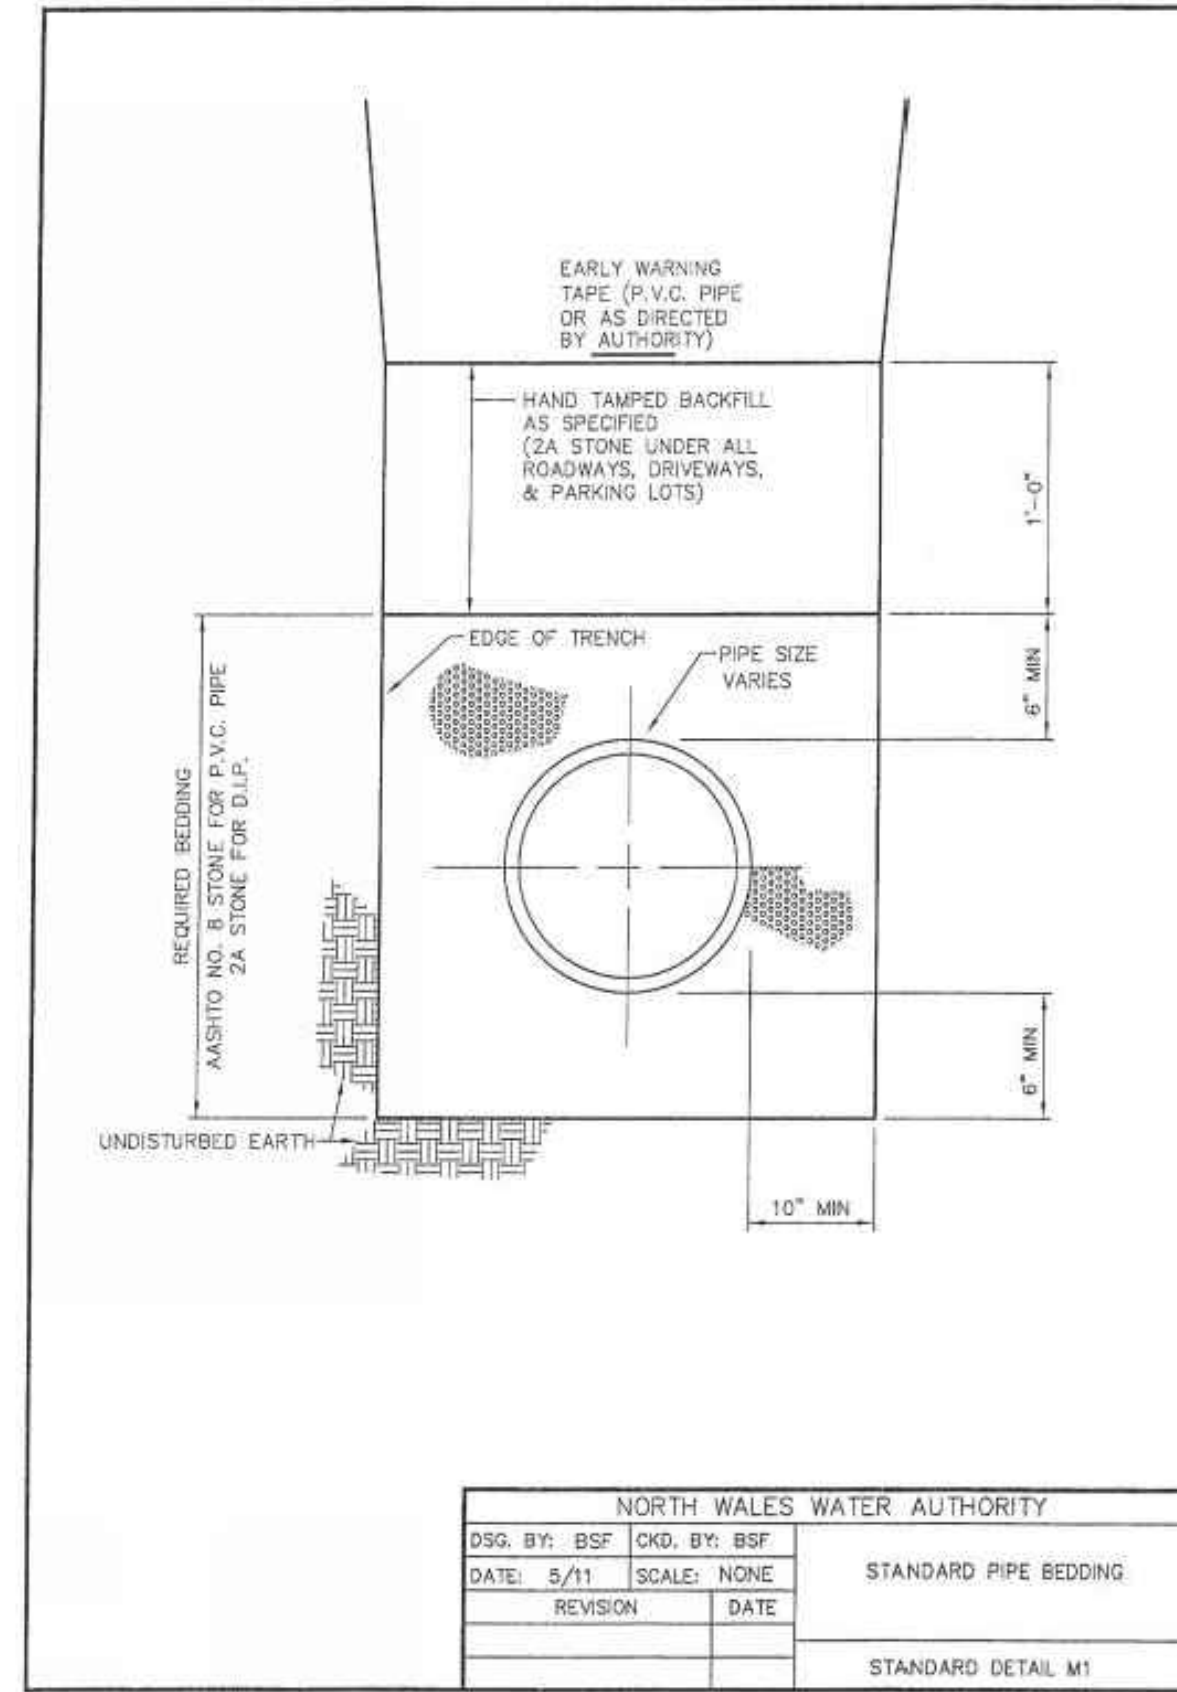 EARLY WARNING
TAPE (P.V.C. PIPE
OR AS DIRECTED
BY AUTHORITY)
HAND TAMPED BACKFILL
AS SPECIFIED
(2A STONE UNDER ALL
ROADWAYS, DRIVEWAYS,
& PARKING LOTS)
1'-0"
EDGE OF TRENCH
PIPE SIZE
VARIES
6" MIN
REQUIRED BEDDING
AASHTO NO. 8 STONE FOR P.V.C. PIPE
2A STONE FOR D.I.P.
6" MIN
UNDISTURBED EARTH
10" MIN
NORTH WALES WATER AUTHORITY
DSG. BY: BSF
CKD. BY: BSF
DATE: 5/11
SCALE: NONE
STANDARD PIPE BEDDING
REVISION
DATE
STANDARD DETAIL M1